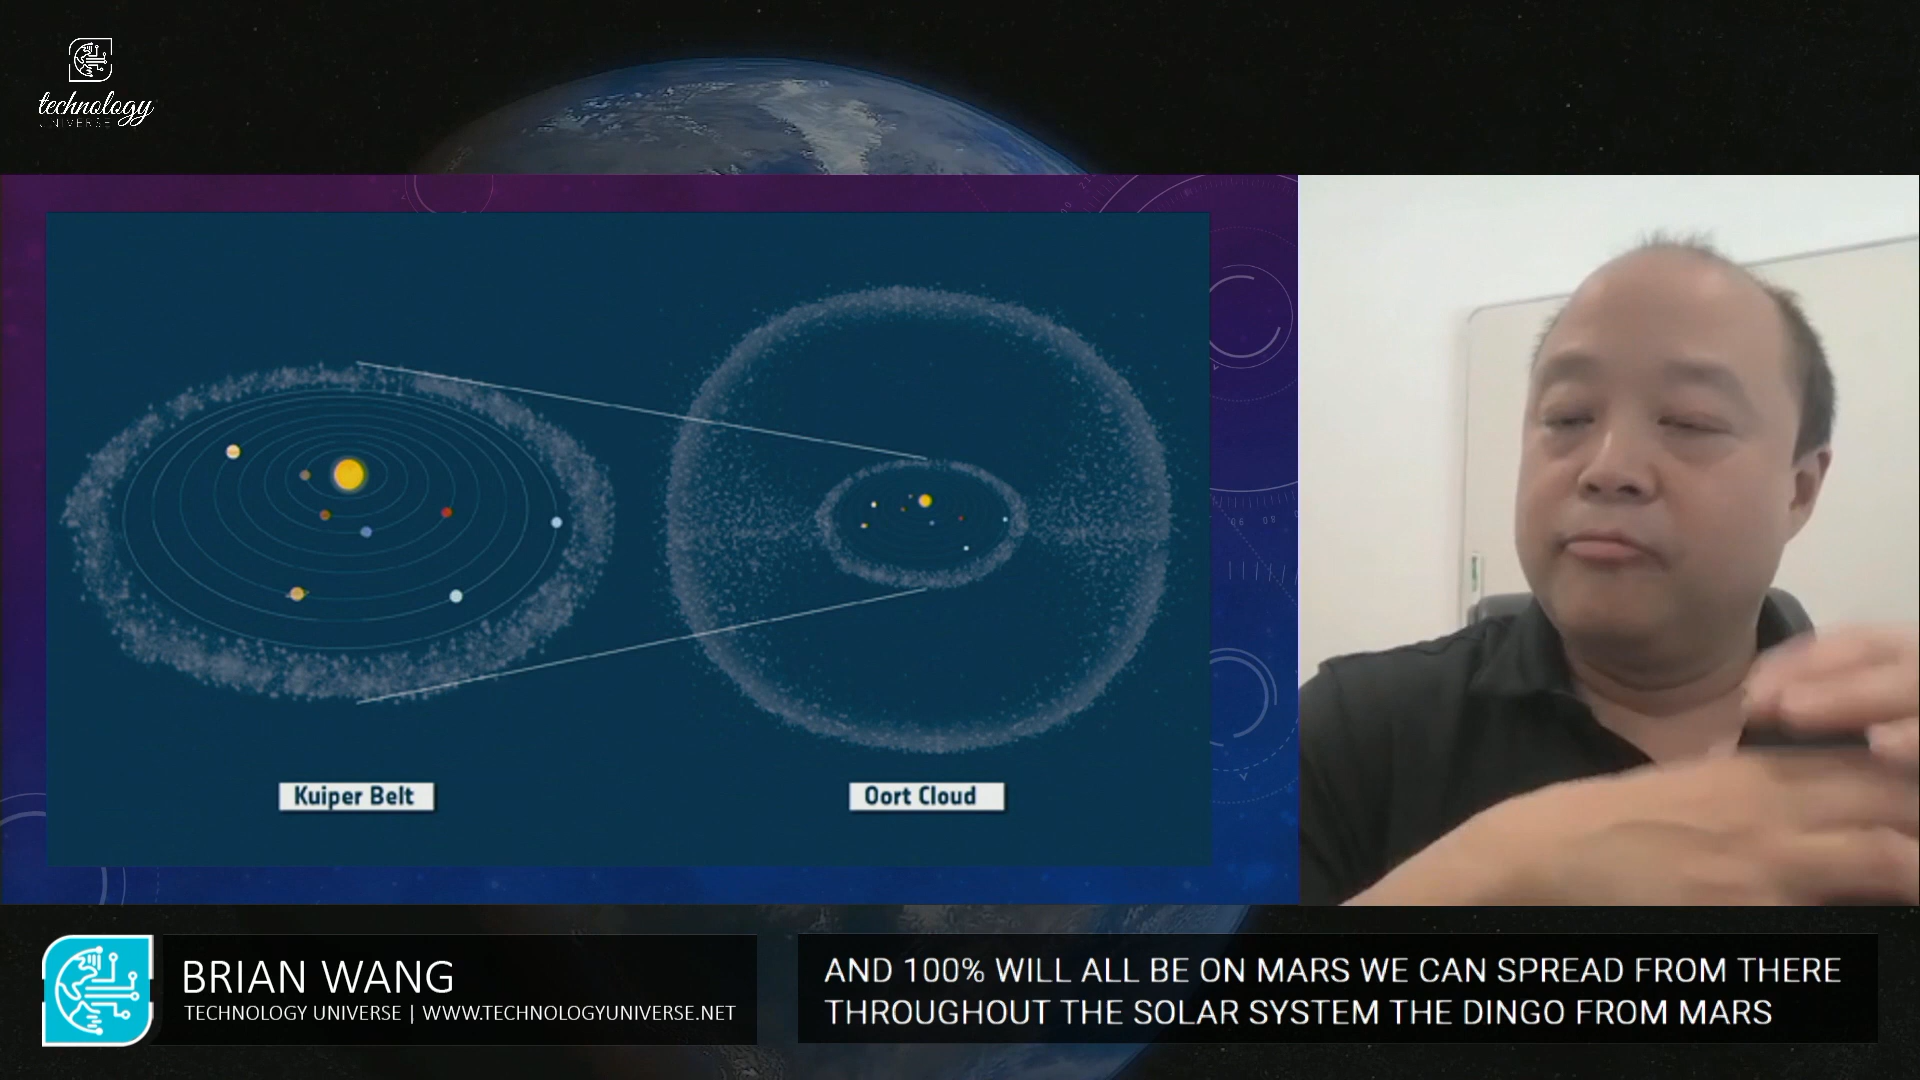 technology
UNIVERSE
Kuiper Belt
Oort Cloud
BRIAN WANG
TECHNOLOGY UNIVERSE | WWW.TECHNOLOGYUNIVERSE.NET
AND 100% WILL ALL BE ON MARS WE CAN SPREAD FROM THERE
THROUGHOUT THE SOLAR SYSTEM THE DINGO FROM MARS